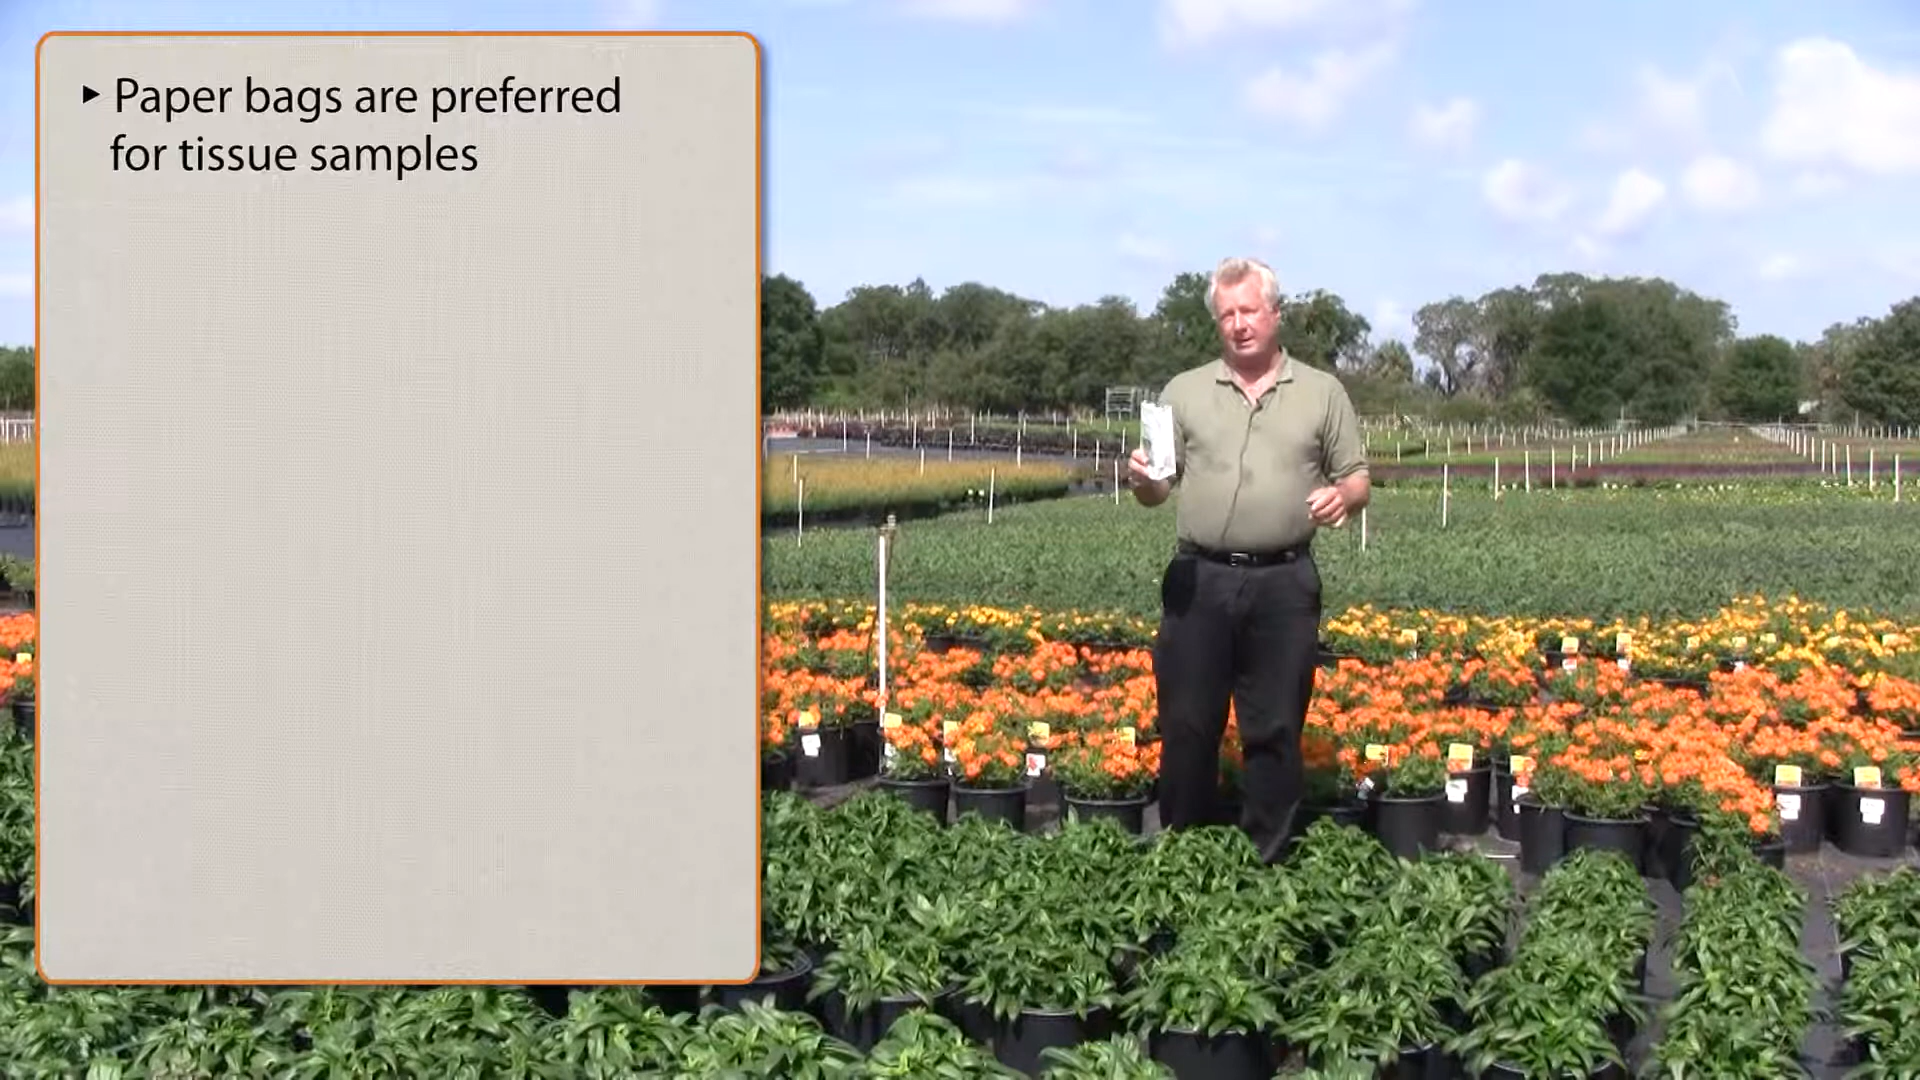 ▸ Paper bags are preferred
for tissue samples